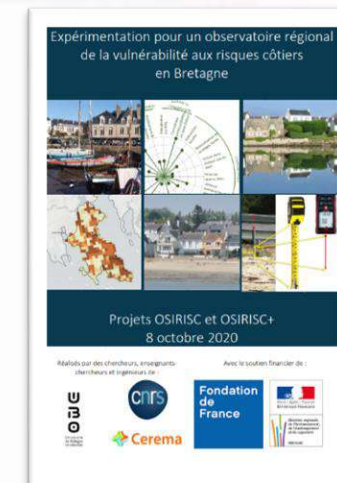 Expérimentation pour un observatoire régional
de la vulnérabilité aux risques côtiers
en Bretagne
Projets OSIRISC et OSIRISC+
8 octobre 2020
Réalisés par des chercheurs, enseignants-
chercheurs et ingénieurs de :
Avec le soutien financier de :
UBO
cnrs
Cerema
Fondation
de
France